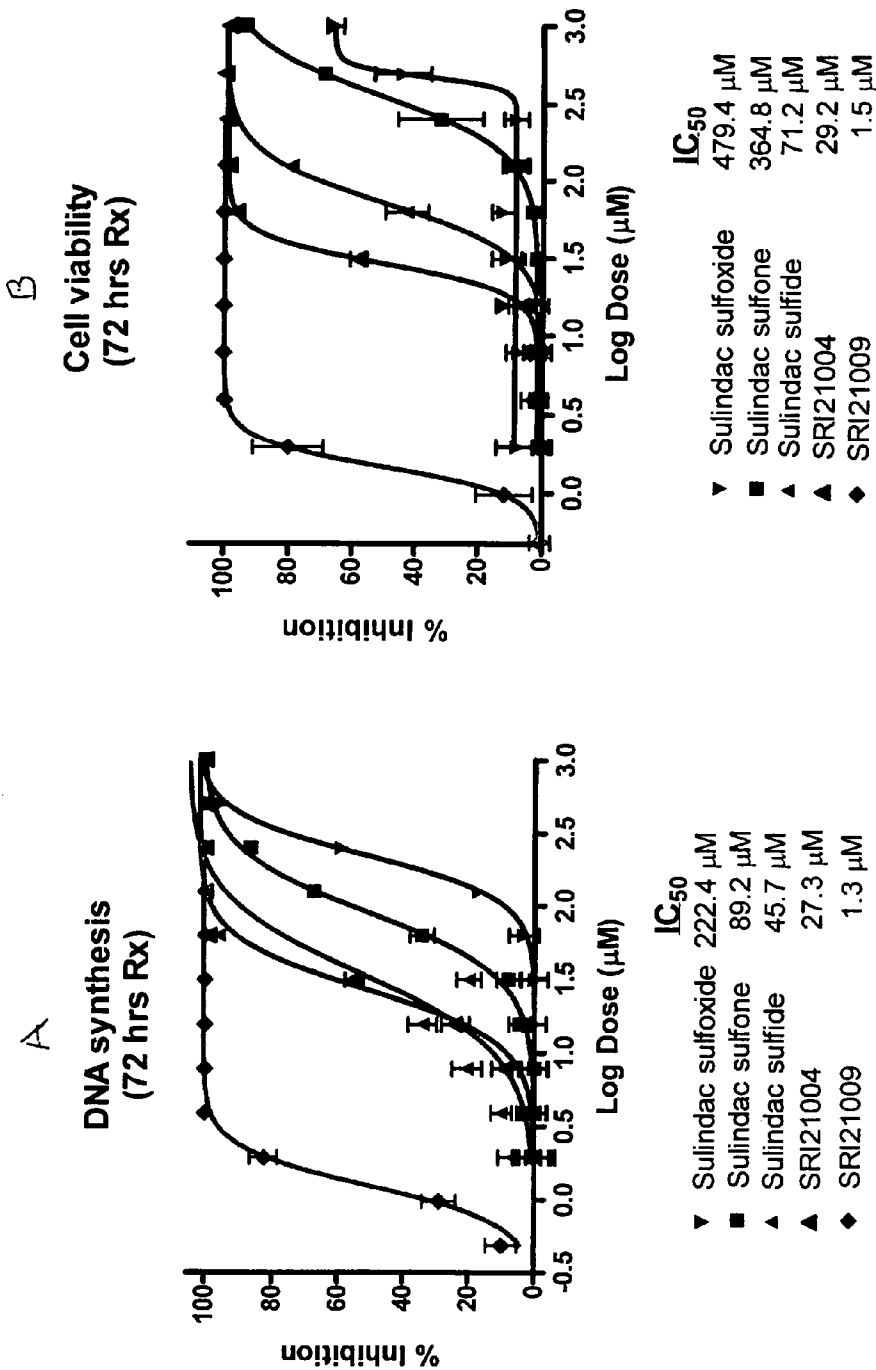 A
DNA synthesis
(72 hrs Rx)
% Inhibition
100
80
60
40
20
0
-0.5 0.0 0.5 1.0 1.5 2.0 2.5 3.0
Log Dose (µM)
IC50
Sulindac sulfoxide 222.4 µM
Sulindac sulfone 89.2 µM
Sulindac sulfide 45.7 µM
SRI21004 27.3 µM
SRI21009 1.3 µM
B
Cell viability
(72 hrs Rx)
% Inhibition
100
80
60
40
20
0
0.0 0.5 1.0 1.5 2.0 2.5 3.0
Log Dose (µM)
IC50
Sulindac sulfoxide 479.4 µM
Sulindac sulfone 364.8 µM
Sulindac sulfide 71.2 µM
SRI21004 29.2 µM
SRI21009 1.5 µM